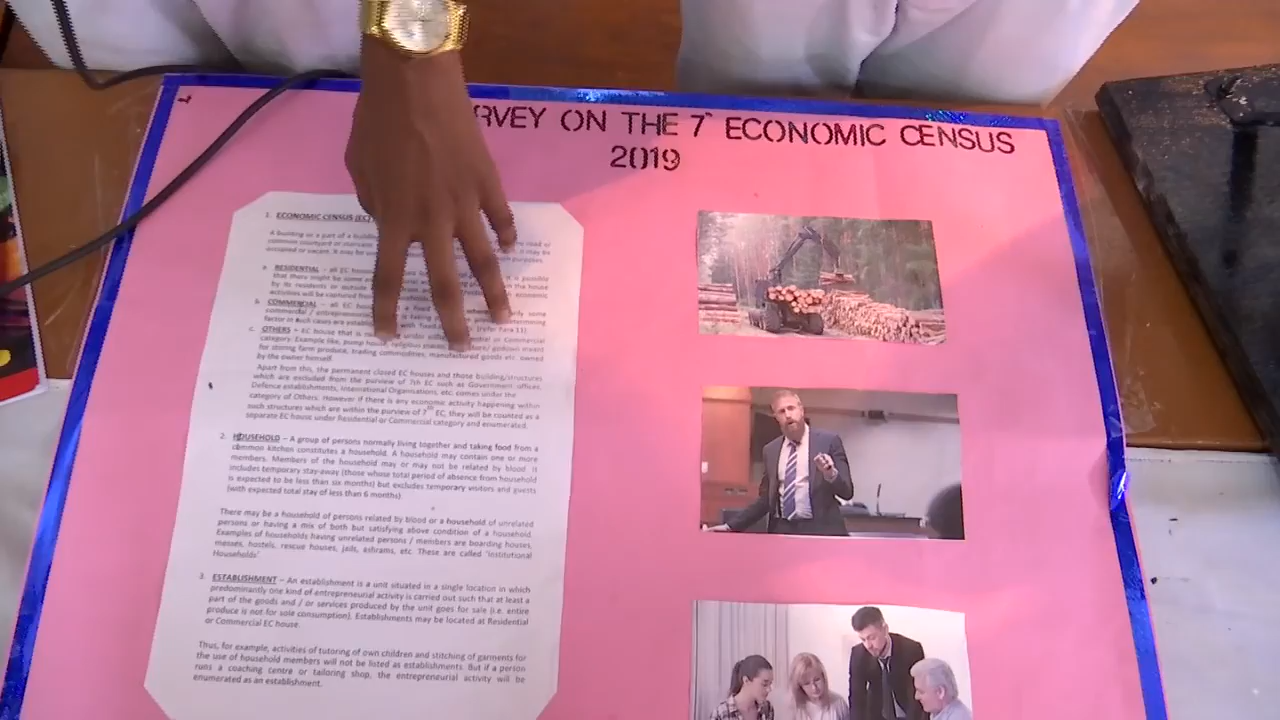 RVEY ON THE 7 ECONOMIC CENSUS
2019
1. ECONOMIC CENSUS (EC)
A building or a part of a building
common courtyard or staircase
occupied or vacant. It may be
a. RESIDENTIAL – all EC
that there might be some
by its residents or outside
activities will be captured from
b. COMMERCIAL – all EC
commercial / entrepreneurial
factor in such cases are with fixed (refer Para 11)
c. OTHERS – EC house that is under or Commercial
category. Example like, pump house, religious godown meant
for storing farm produce, trading commodities, manufactured goods etc. owned
by the owner himself.
Apart from this, the permanent closed EC houses and those building/structures
which are excluded from the purview of 7th EC such as Government offices,
Defence establishments, International Organisations, etc. comes under the
category of Others. However if there is any economic activity happening within
such structures which are within the purview of 7th EC, they will be counted as a
separate EC house under Residential or Commercial category and enumerated.
2. HOUSEHOLD – A group of persons normally living together and taking food from a
common kitchen constitutes a household. A household may contain one or more
members. Members of the household may or may not be related by blood. It
includes temporary stay-away (those whose total period of absence from household
is expected to be less than six months) but excludes temporary visitors and guests
(with expected total stay of less than 6 months)
There may be a household of persons related by blood or a household of unrelated
persons or having a mix of both but satisfying above condition of a household.
Examples of households having unrelated persons / members are boarding houses,
messes, hostels, rescue houses, jails, ashrams, etc. These are called 'Institutional
Households'.
3. ESTABLISHMENT – An establishment is a unit situated in a single location in which
predominantly one kind of entrepreneurial activity is carried out such that at least a
part of the goods and / or services produced by the unit goes for sale (i.e. entire
produce is not for sole consumption). Establishments may be located at Residential
or Commercial EC house.
Thus, for example, activities of tutoring of own children and stitching of garments for
the use of household members will not be listed as establishments. But if a person
runs a coaching centre or tailoring shop, the entrepreneurial activity will be
enumerated as an establishment.